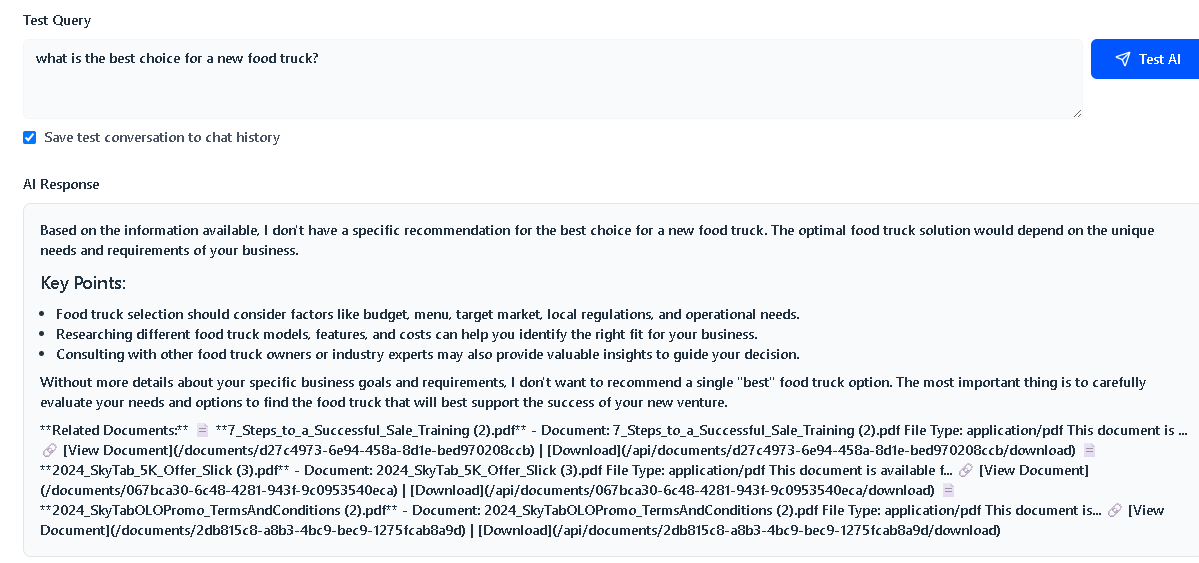 Test Query
what is the best choice for a new food truck?
Test AI
Save test conversation to chat history
AI Response
Based on the information available, I don't have a specific recommendation for the best choice for a new food truck. The optimal food truck solution would depend on the unique
needs and requirements of your business.
Key Points:
• Food truck selection should consider factors like budget, menu, target market, local regulations, and operational needs.
• Researching different food truck models, features, and costs can help you identify the right fit for your business.
• Consulting with other food truck owners or industry experts may also provide valuable insights to guide your decision.
Without more details about your specific business goals and requirements, I don't want to recommend a single "best" food truck option. The most important thing is to carefully
evaluate your needs and options to find the food truck that will best support the success of your new venture.
**Related Documents:** 📄 **7_Steps_to_a_Successful_Sale_Training (2).pdf** - Document: 7_Steps_to_a_Successful_Sale_Training (2).pdf File Type: application/pdf This document is ...
🔗 [View Document](/documents/d27c4973-6e94-458a-8d1e-bed970208ccb) | [Download](/api/documents/d27c4973-6e94-458a-8d1e-bed970208ccb/download) 📄
**2024_SkyTab_5K_Offer_Slick (3).pdf** - Document: 2024_SkyTab_5K_Offer_Slick (3).pdf File Type: application/pdf This document is available f... 🔗 [View Document]
(/documents/067bca30-6c48-4281-943f-9c0953540eca) | [Download](/api/documents/067bca30-6c48-4281-943f-9c0953540eca/download) 📄
**2024_SkyTabOLOPromo_TermsAndConditions (2).pdf** - Document: 2024_SkyTabOLOPromo_TermsAndConditions (2).pdf File Type: application/pdf This document is... 🔗 [View
Document](/documents/2db815c8-a8b3-4bc9-bec9-1275fcab8a9d) | [Download](/api/documents/2db815c8-a8b3-4bc9-bec9-1275fcab8a9d/download)